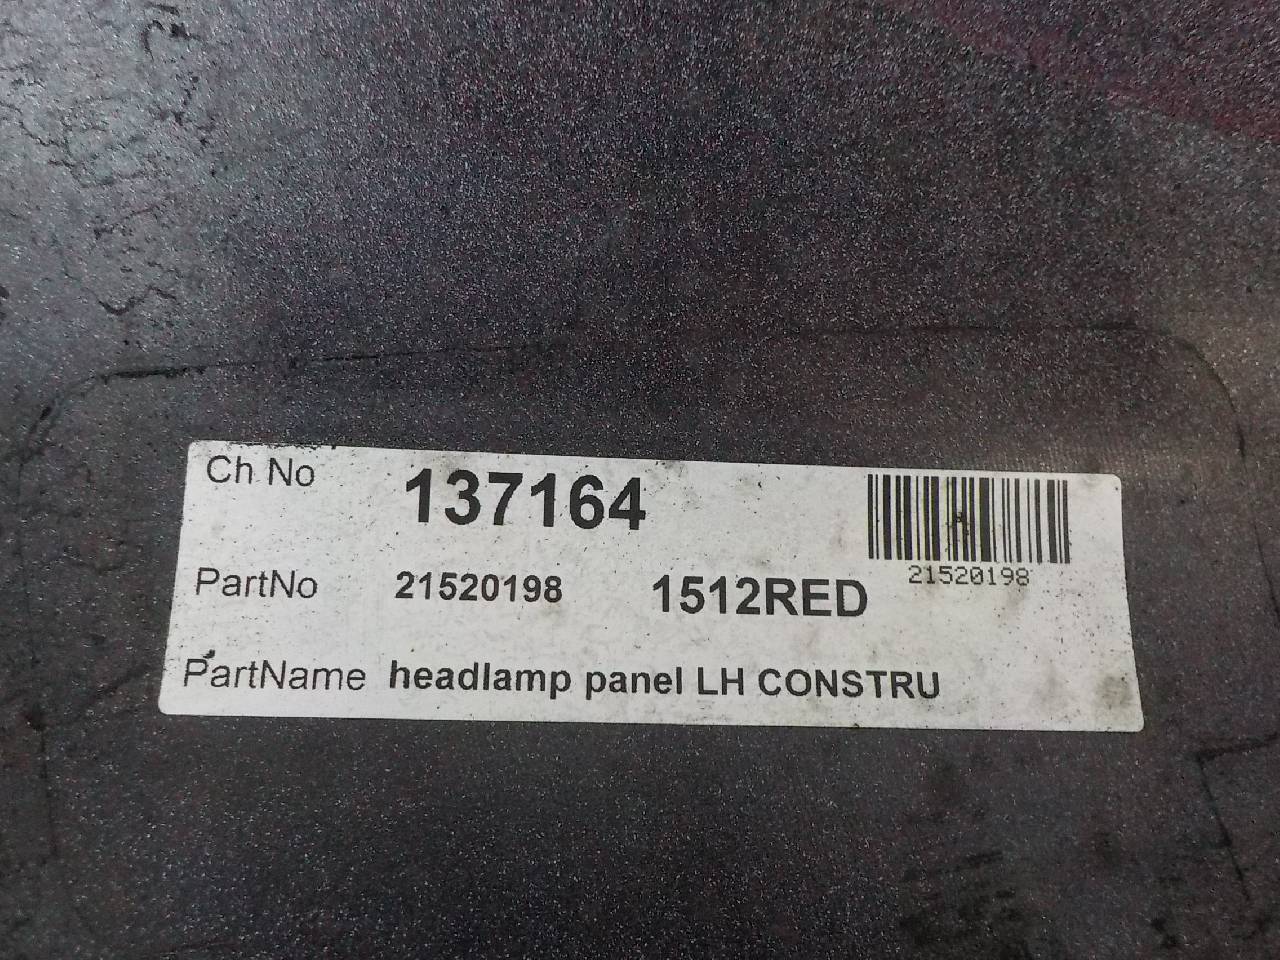 Ch No 137164
21520198
PartNo 21520198 1512RED
PartName headlamp panel LH CONSTRU